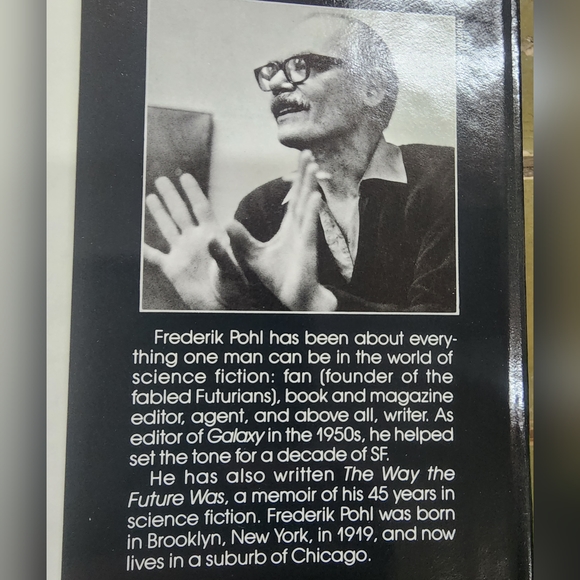 Frederik Pohl has been about every-
thing one man can be in the world of
science fiction: fan (founder of the
fabled Futurians), book and magazine
editor, agent, and above all, writer. As
editor of Galaxy in the 1950s, he helped
set the tone for a decade of SF.
He has also written The Way the
Future Was, a memoir of his 45 years in
science fiction. Frederik Pohl was born
in Brooklyn, New York, in 1919, and now
lives in a suburb of Chicago.